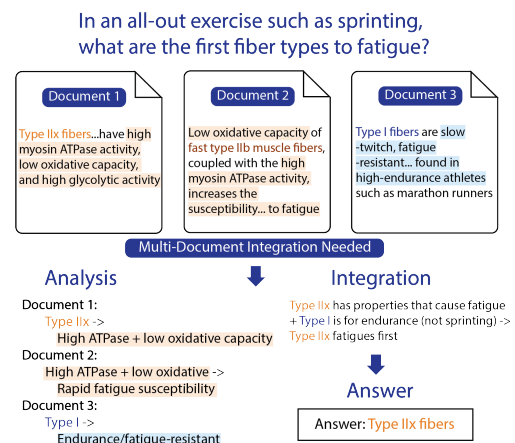 In an all-out exercise such as sprinting,
what are the first fiber types to fatigue?
Document 1
Type IIx fibers...have high
myosin ATPase activity,
low oxidative capacity,
and high glycolytic activity
Document 2
Low oxidative capacity of
fast type IIb muscle fibers,
coupled with the high
myosin ATPase activity,
increases the
susceptibility... to fatigue
Document 3
Type I fibers are slow
-twitch, fatigue
-resistant... found in
high-endurance athletes
such as marathon runners
Multi-Document Integration Needed
Analysis
Document 1:
Type IIx ->
High ATPase + low oxidative capacity
Document 2:
High ATPase + low oxidative ->
Rapid fatigue susceptibility
Document 3:
Type I ->
Endurance/fatigue-resistant
Integration
Type IIx has properties that cause fatigue
+ Type I is for endurance (not sprinting) ->
Type IIx fatigues first
Answer
Answer: Type IIx fibers